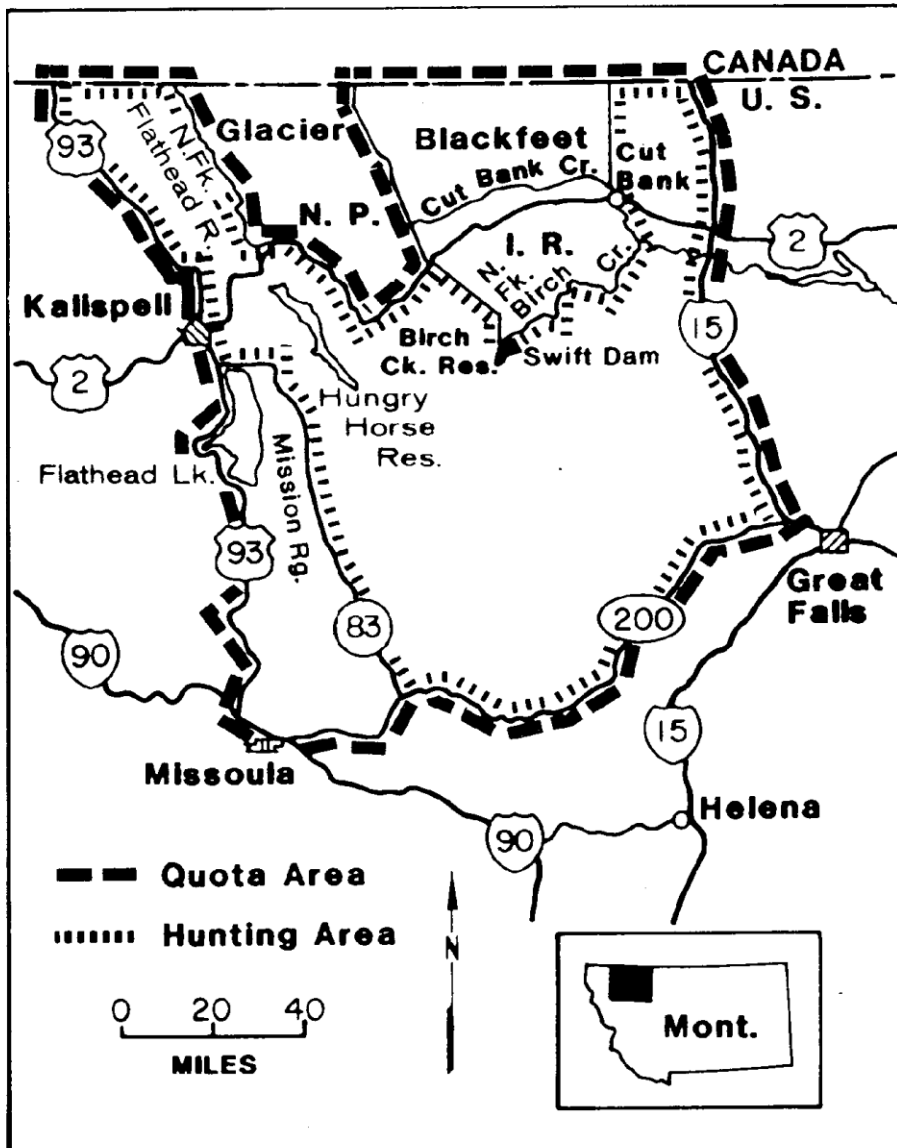 CANADA
U. S.
93
N.Fk.
Flathead R.
Glacier
N. P.
Blackfeet
Cut Bank Cr.
Cut
Bank
I. R.
2
N.
Fk.
Birch
Cr.
Kalispell
15
Birch
Ck. Res.
Swift Dam
2
Hungry
Horse
Res.
Flathead Lk.
Mission Rg.
93
Great
Falls
83
200
90
15
Missoula
Helena
90
Quota Area
Hunting Area
N
0 20 40
MILES
Mont.